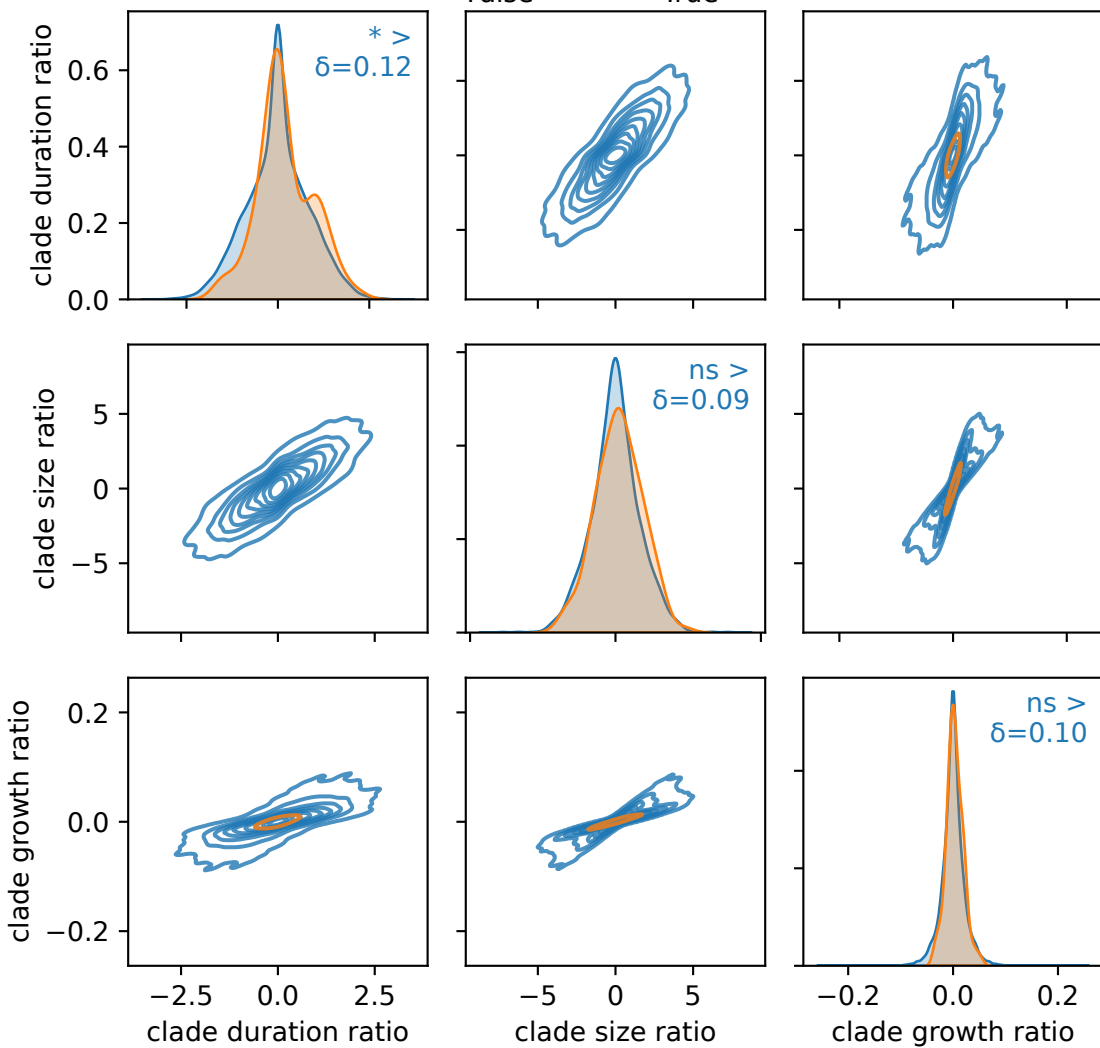 True
clade duration ratio
0.6
0.4
0.2
0.0
* >
δ=0.12
clade size ratio
5
0
−5
ns >
δ=0.09
clade growth ratio
0.2
0.0
−0.2
ns >
δ=0.10
−2.5 0.0 2.5
−5 0 5
−0.2 0.0 0.2
clade duration ratio
clade size ratio
clade growth ratio